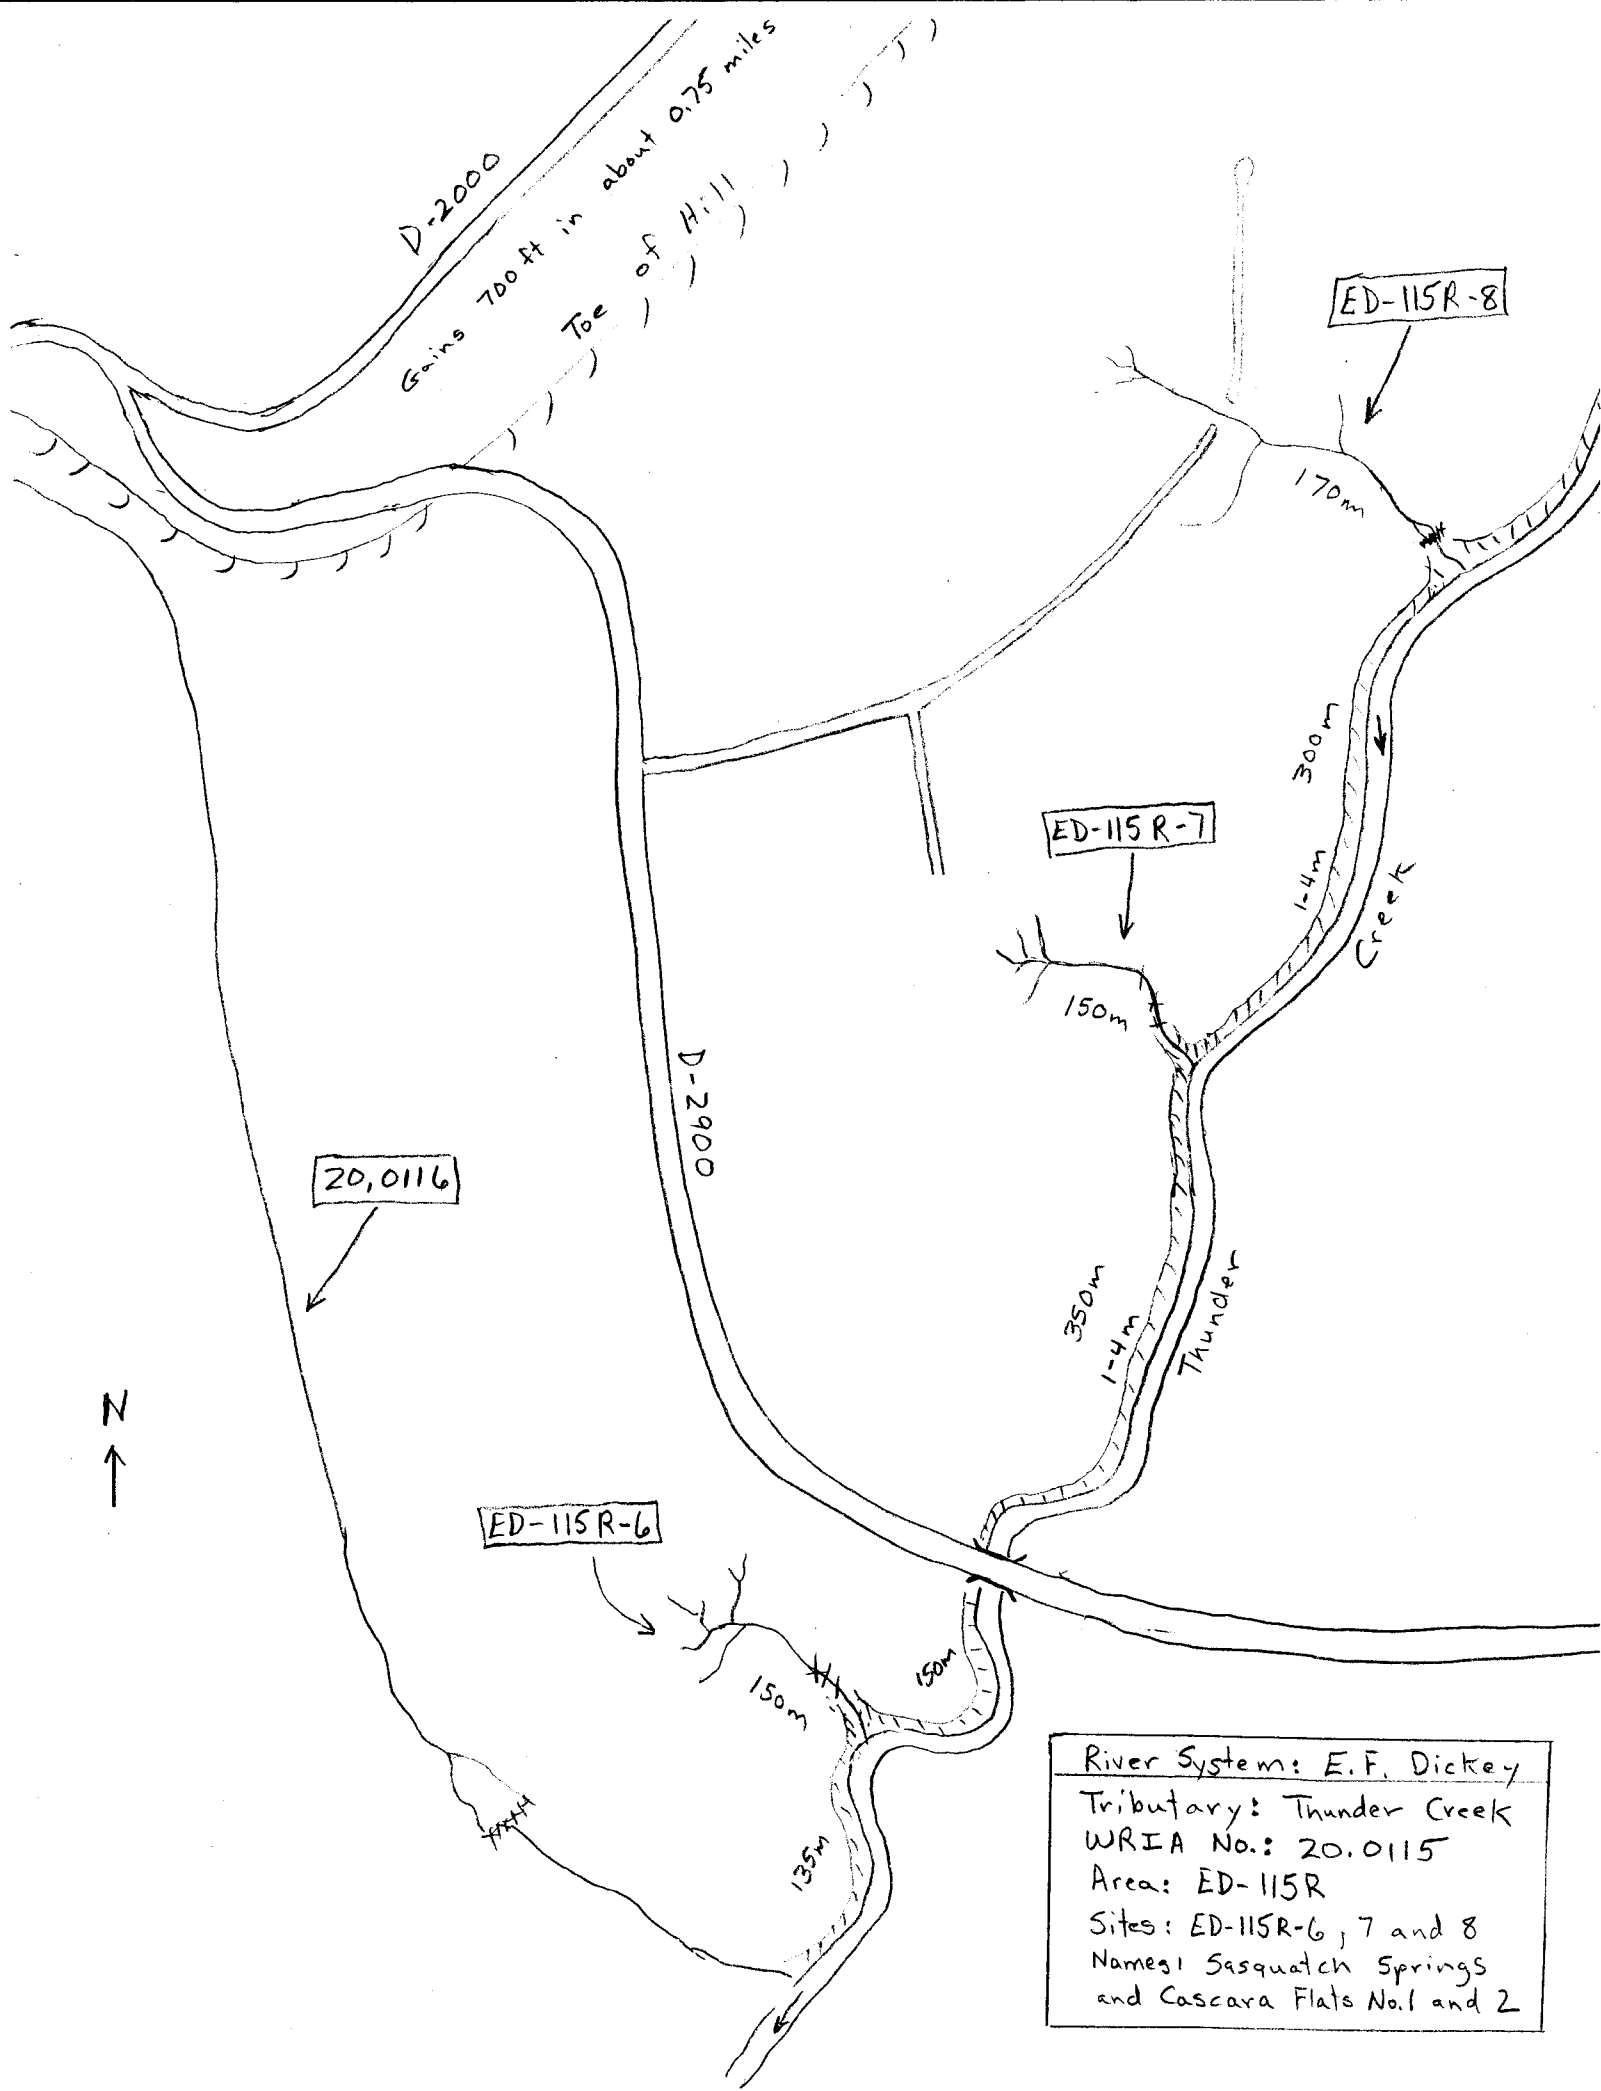 D-2000
Gains 700 ft in about 0.75 miles
Toe of Hill
ED-115R-8
170m
300m
1-4m
Creek
ED-115R-7
150m
D-2900
20.0116
350m
1-4m
Thunder
N
ED-115R-6
150m
150m
135m
River System: E.F. Dickey
Tributary: Thunder Creek
WRIA No.: 20.0115
Area: ED-115R
Sites: ED-115R-6, 7 and 8
Names: Sasquatch Springs
and Cascara Flats No.1 and 2